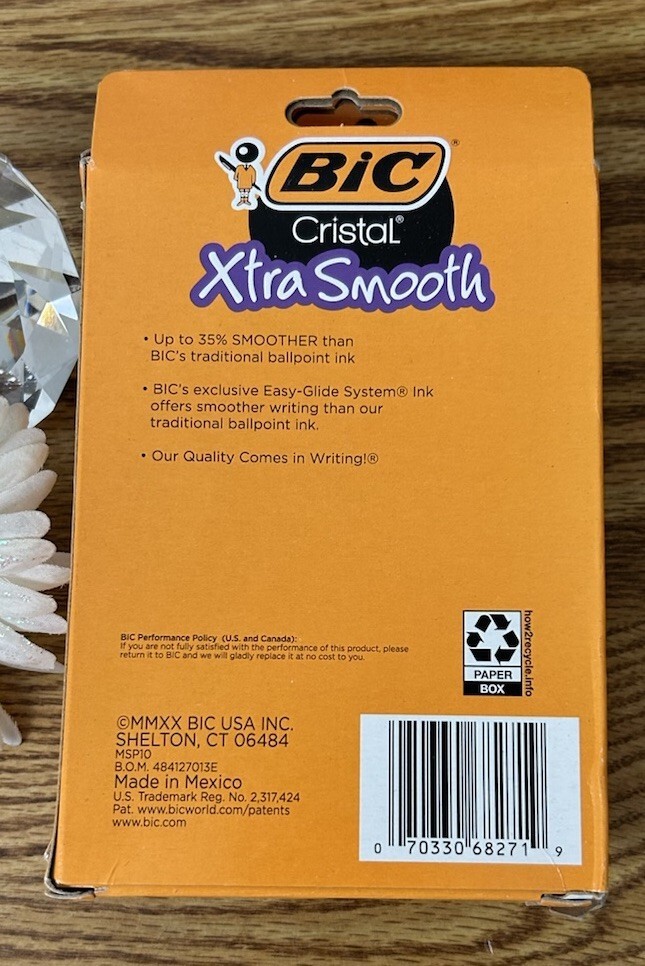 BiC®
Cristal®
Xtra Smooth
• Up to 35% SMOOTHER than
BIC's traditional ballpoint ink
• BIC's exclusive Easy-Glide System® Ink
offers smoother writing than our
traditional ballpoint ink.
• Our Quality Comes in Writing!®
BIC Performance Policy (U.S. and Canada):
If you are not fully satisfied with the performance of this product, please
return it to BIC and we will gladly replace it at no cost to you.
how2recycle.info
PAPER
BOX
©MMXX BIC USA INC.
SHELTON, CT 06484
MSP10
B.O.M. 484127013E
Made in Mexico
U.S. Trademark Reg. No. 2,317,424
Pat. www.bicworld.com/patents
www.bic.com
0 70330 68271 9